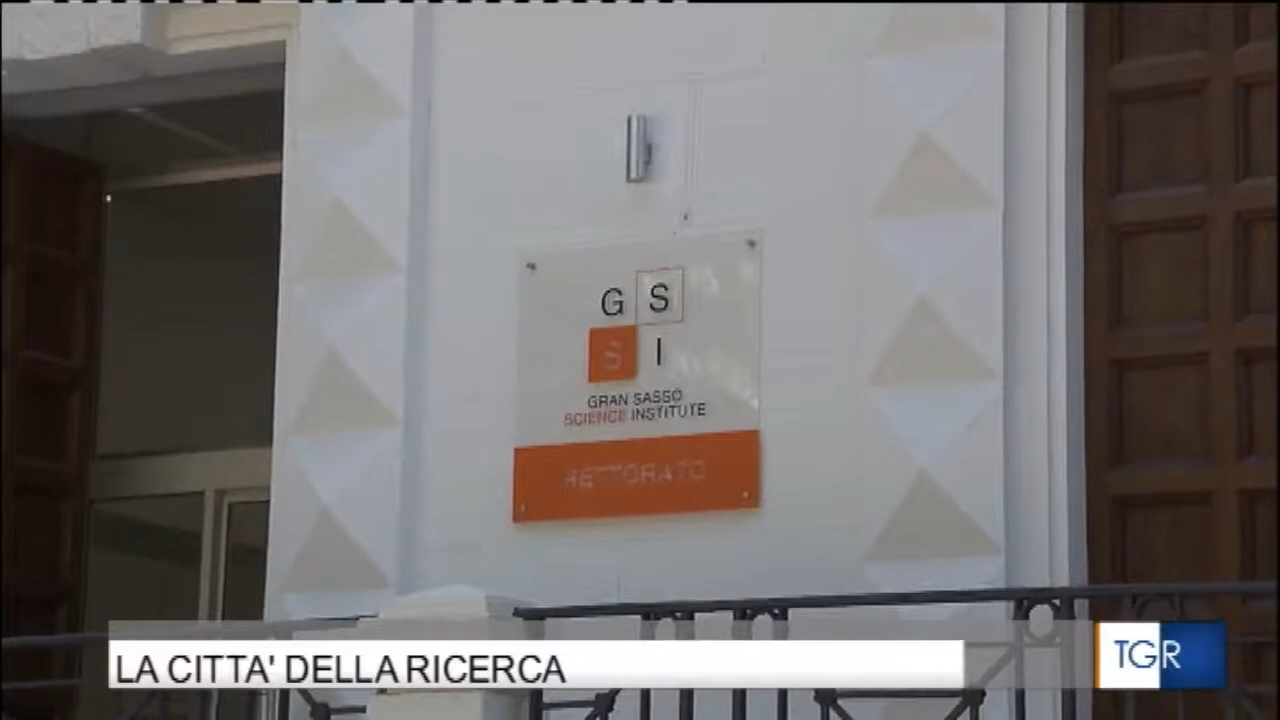 G S
S I
GRAN SASSO
SCIENCE INSTITUTE
RETTORATO
LA CITTA' DELLA RICERCA
TGR